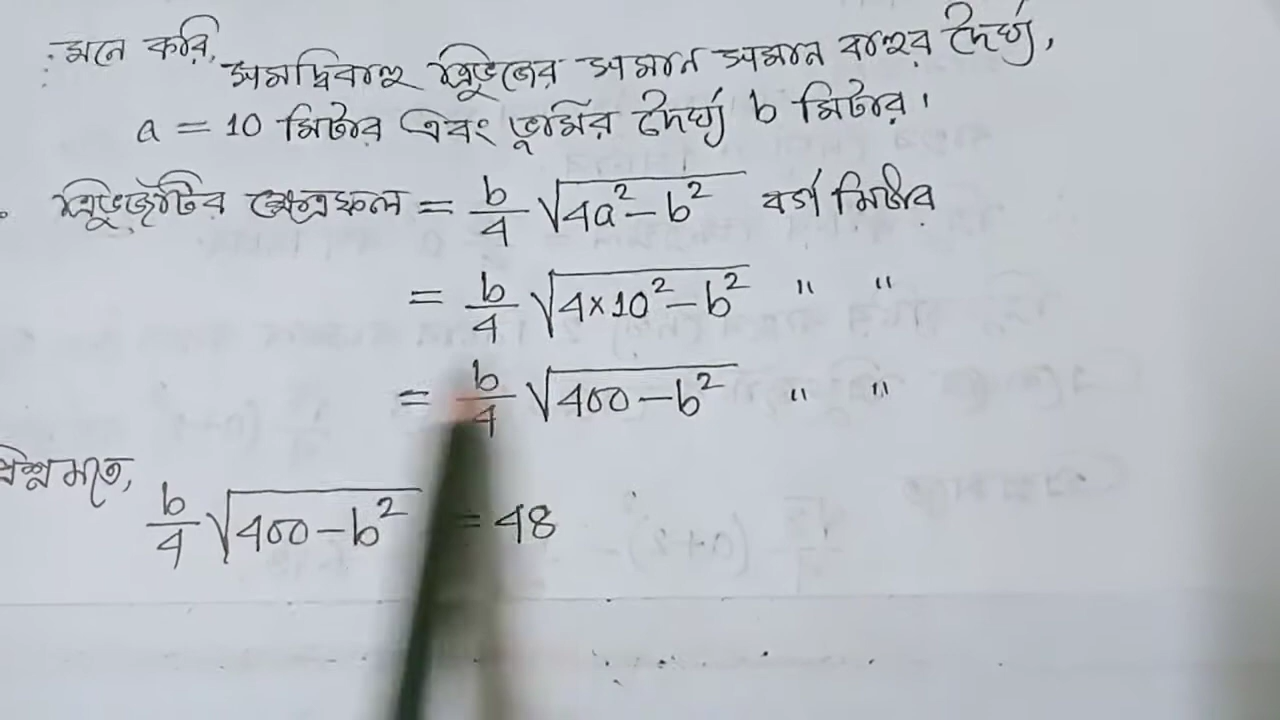 মনে করি,
সমদ্বিবাহু ত্রিভুজের সমান সমান বাহুর দৈর্ঘ্য,
a = 10 মিটার এবং ভূমির দৈর্ঘ্য b মিটার।
ত্রিভুজটির ক্ষেত্রফল = b/4 √(4a² − b²) বর্গ মিটার
= b/4 √(4×10² − b²) " "
= b/4 √(400 − b²) " "
প্রশ্নমতে,
b/4 √(400 − b²) = 48